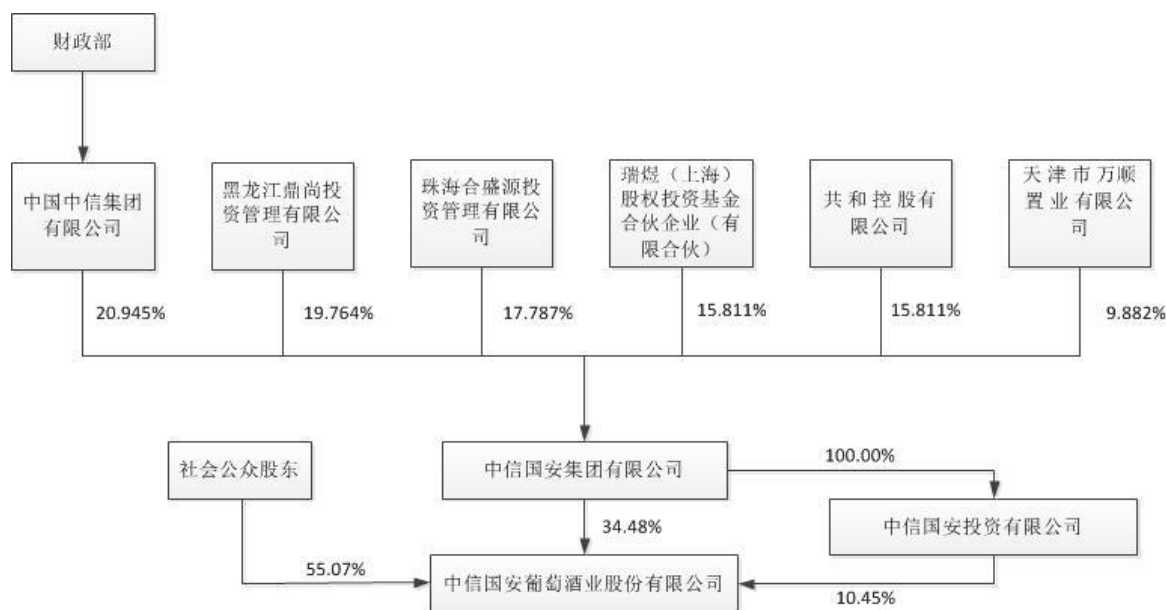 财政部
中国中信集团
有限公司
黑龙江鼎尚投
资管理有限公
司
珠海合盛源投
资管理有限公
司
瑞煜（上海）
股权投资基金
合伙企业（有
限合伙）
共和控股有
限公司
天津市万顺
置业有限公
司
20.945%
19.764%
17.787%
15.811%
15.811%
9.882%
社会公众股东
中信国安集团有限公司
100.00%
中信国安投资有限公司
34.48%
55.07%
中信国安葡萄酒业股份有限公司
10.45%